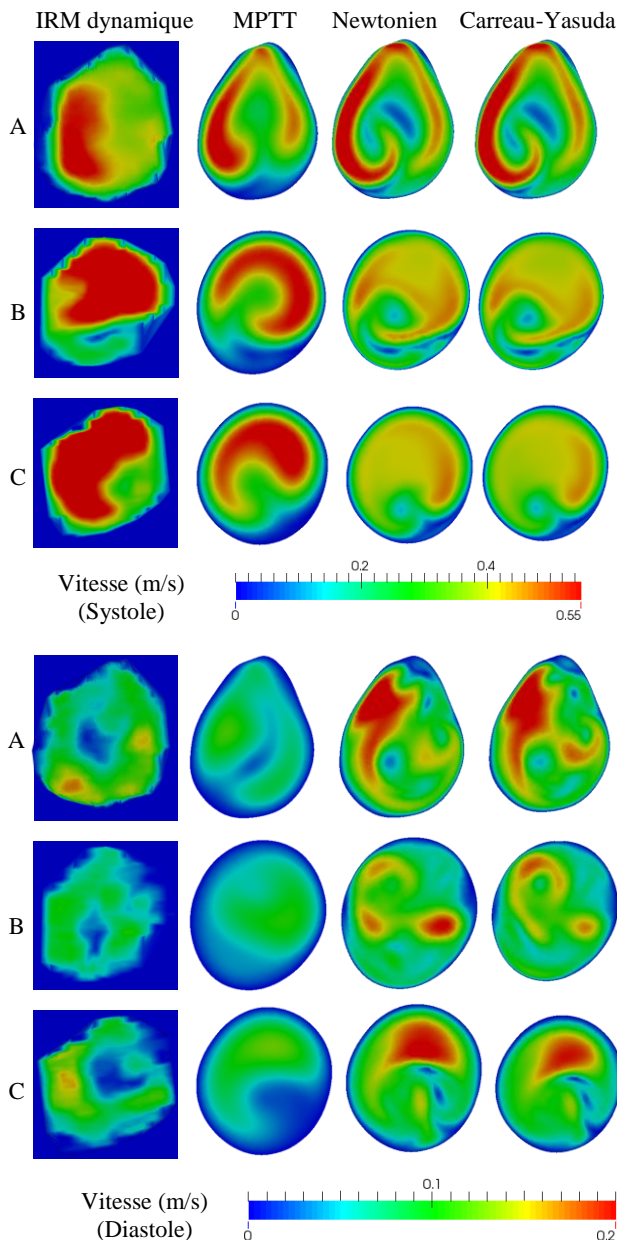 IRM dynamique MPTT Newtonien Carreau-Yasuda
A
B
C
Vitesse (m/s)
(Systole)
0.2 0.4
0 0.55
A
B
C
Vitesse (m/s)
(Diastole)
0.1
0 0.2